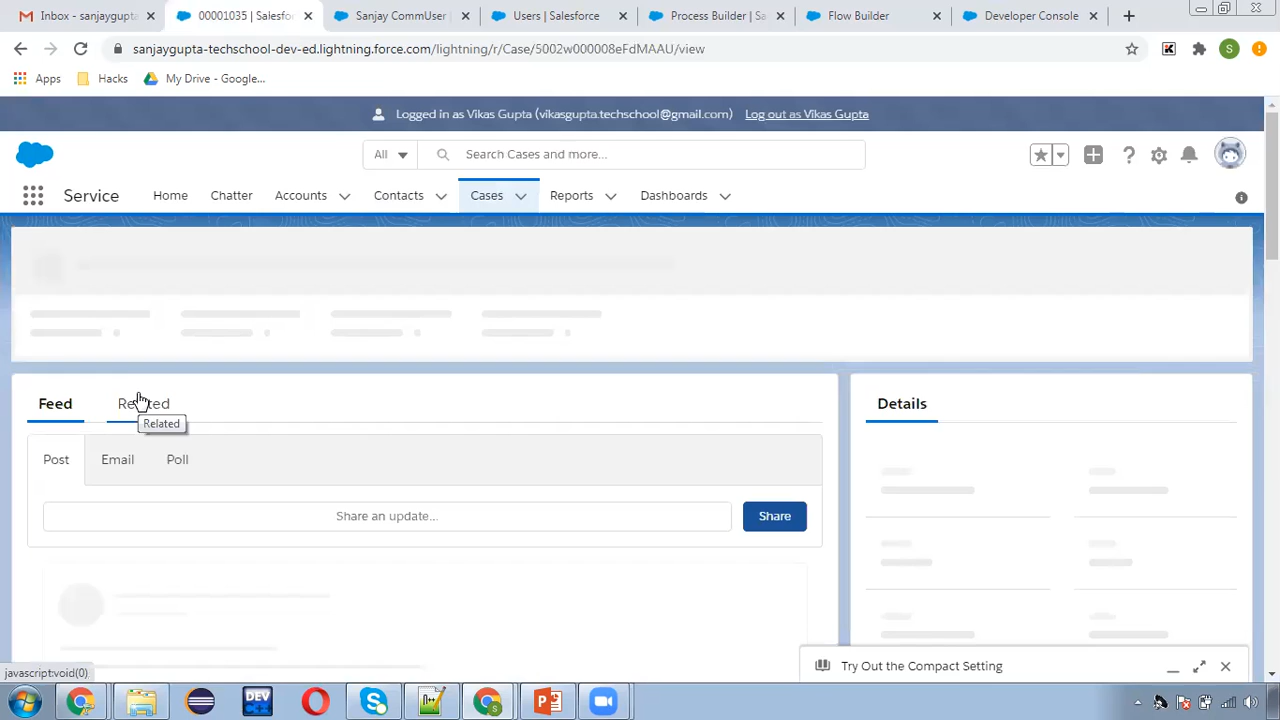 Inbox - sanjaygupta
00001035 | Salesfo
Sanjay CommUser
Users | Salesforce
Process Builder | Sa
Flow Builder
Developer Console
sanjaygupta-techschool-dev-ed.lightning.force.com/lightning/r/Case/5002w000008eFdMAAU/view
Apps
Hacks
My Drive - Google...
Logged in as Vikas Gupta (vikasgupta.techschool@gmail.com)
Log out as Vikas Gupta
All
Search Cases and more...
Service
Home
Chatter
Accounts
Contacts
Cases
Reports
Dashboards
Feed
Related
Details
Related
Post
Email
Poll
Share an update...
Share
Try Out the Compact Setting
javascript:void(0);
DEV
C++